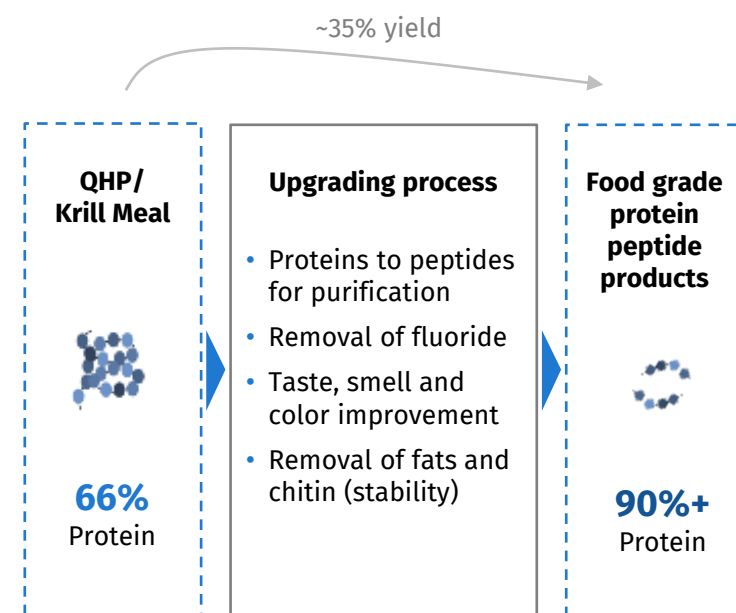 ~35% yield
QHP/
Krill Meal
66%
Protein
Upgrading process
• Proteins to peptides
for purification
• Removal of fluoride
• Taste, smell and
color improvement
• Removal of fats and
chitin (stability)
Food grade
protein
peptide
products
90%+
Protein